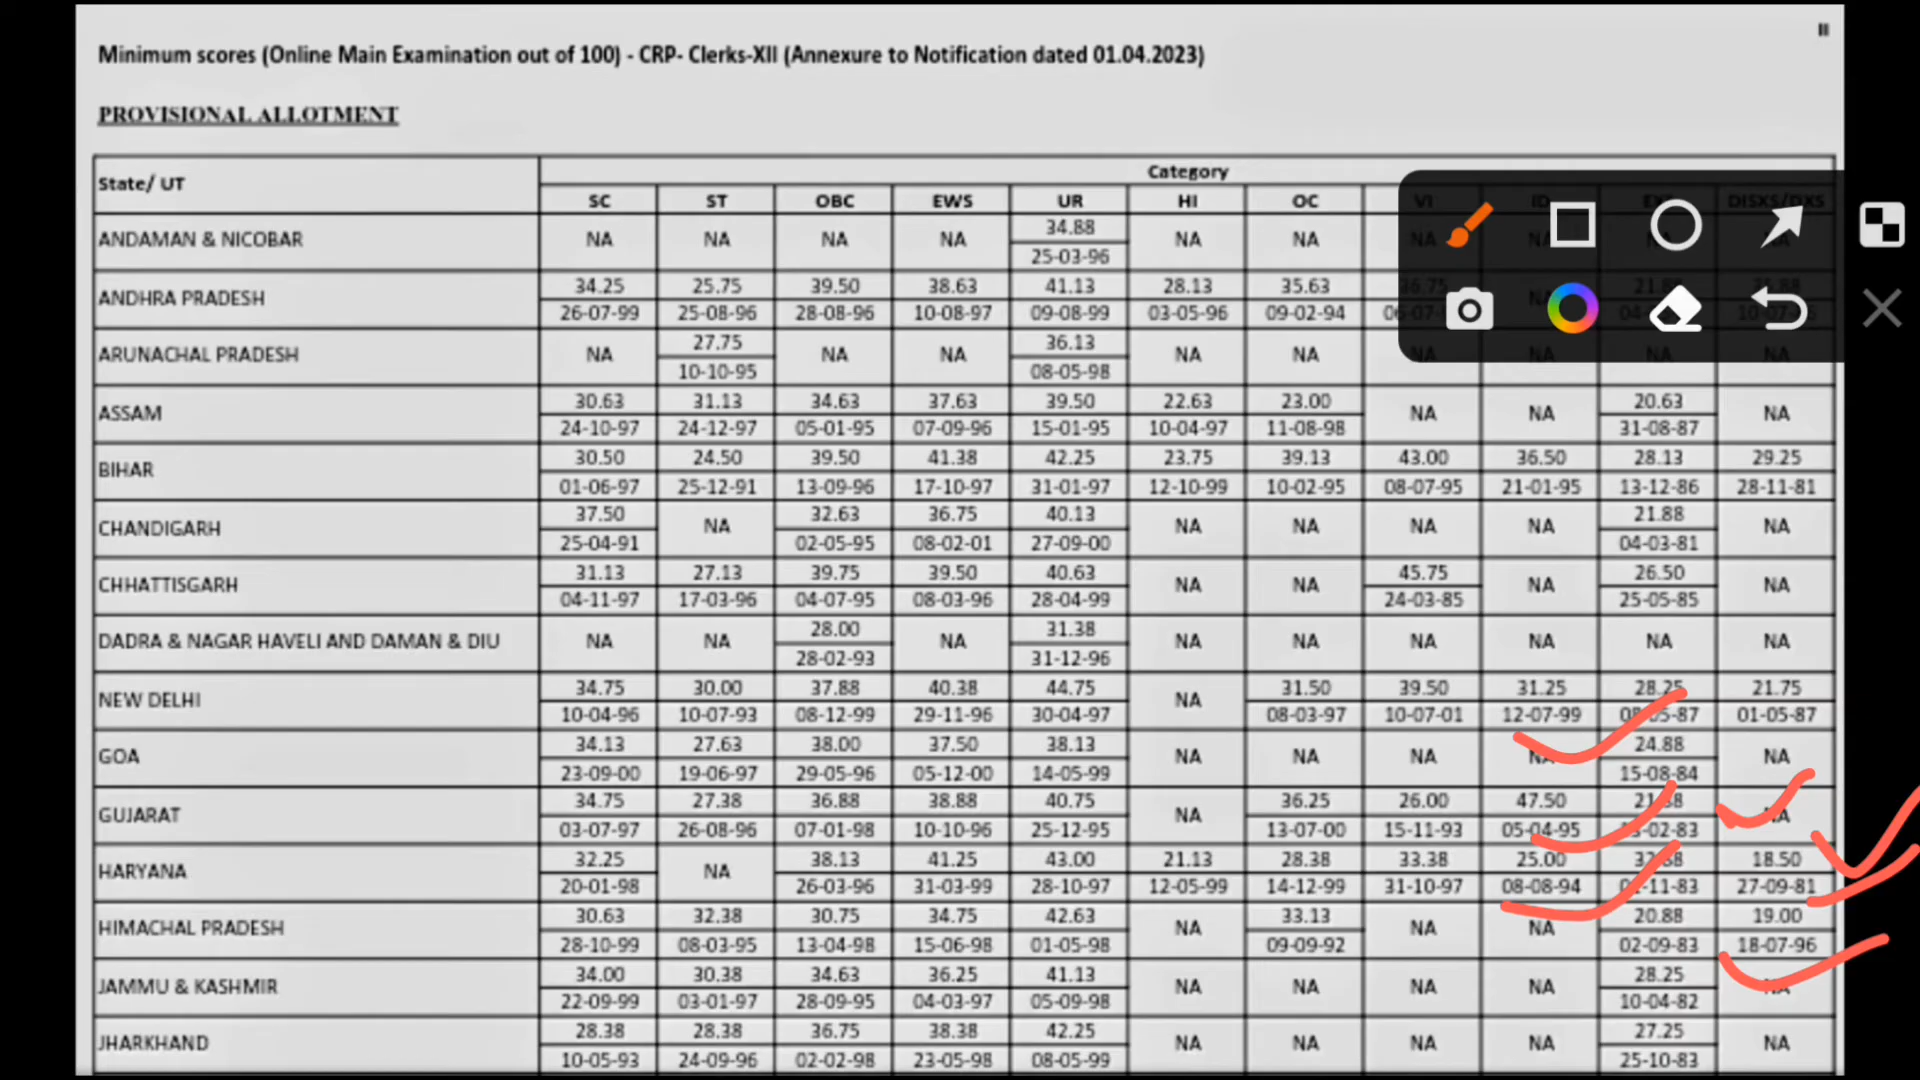 II
Minimum scores (Online Main Examination out of 100) - CRP- Clerks-XII (Annexure to Notification dated 01.04.2023)
PROVISIONAL ALLOTMENT
State/ UT Category
SC ST OBC EWS UR HI OC VI DISXS/DXS
ANDAMAN & NICOBAR NA NA NA NA 34.88 NA NA
25-03-96
ANDHRA PRADESH 34.25 25.75 39.50 38.63 41.13 28.13 35.63
26-07-99 25-08-96 28-08-96 10-08-97 09-08-99 03-05-96 09-02-94
ARUNACHAL PRADESH NA 27.75 NA NA 36.13 NA NA NA NA NA NA
10-10-95 08-05-98
ASSAM 30.63 31.13 34.63 37.63 39.50 22.63 23.00 NA NA 20.63 NA
24-10-97 24-12-97 05-01-95 07-09-96 15-01-95 10-04-97 11-08-98 31-08-87
BIHAR 30.50 24.50 39.50 41.38 42.25 23.75 39.13 43.00 36.50 28.13 29.25
01-06-97 25-12-91 13-09-96 17-10-97 31-01-97 12-10-99 10-02-95 08-07-95 21-01-95 13-12-86 28-11-81
CHANDIGARH 37.50 NA 32.63 36.75 40.13 NA NA NA NA 21.88 NA
25-04-91 02-05-95 08-02-01 27-09-00 04-03-81
CHHATTISGARH 31.13 27.13 39.75 39.50 40.63 NA NA 45.75 NA 26.50 NA
04-11-97 17-03-96 04-07-95 08-03-96 28-04-99 24-03-85 25-05-85
DADRA & NAGAR HAVELI AND DAMAN & DIU NA NA 28.00 NA 31.38 NA NA NA NA NA NA
28-02-93 31-12-96
NEW DELHI 34.75 30.00 37.88 40.38 44.75 NA 31.50 39.50 31.25 28.25 21.75
10-04-96 10-07-93 08-12-99 29-11-96 30-04-97 08-03-97 10-07-01 12-07-99 01-05-87
GOA 34.13 27.63 38.00 37.50 38.13 NA NA NA NA 24.88 NA
23-09-00 19-06-97 29-05-96 05-12-00 14-05-99 15-08-84
GUJARAT 34.75 27.38 36.88 38.88 40.75 NA 36.25 26.00 47.50 NA
03-07-97 26-08-96 07-01-98 10-10-96 25-12-95 13-07-00 15-11-93 05-04-95
HARYANA 32.25 NA 38.13 41.25 43.00 21.13 28.38 33.38 25.00 18.50
20-01-98 26-03-96 31-03-99 28-10-97 12-05-99 14-12-99 31-10-97 08-08-94 27-09-81
HIMACHAL PRADESH 30.63 32.38 30.75 34.75 42.63 NA 33.13 NA NA 20.88 19.00
28-10-99 08-03-95 13-04-98 15-06-98 01-05-98 09-09-92 02-09-83 18-07-96
JAMMU & KASHMIR 34.00 30.38 34.63 36.25 41.13 NA NA NA NA 28.25 NA
22-09-99 03-01-97 28-09-95 04-03-97 05-09-98 10-04-82
JHARKHAND 28.38 28.38 36.75 38.38 42.25 NA NA NA NA 27.25 NA
10-05-93 24-09-96 02-02-98 23-05-98 08-05-99 25-10-83